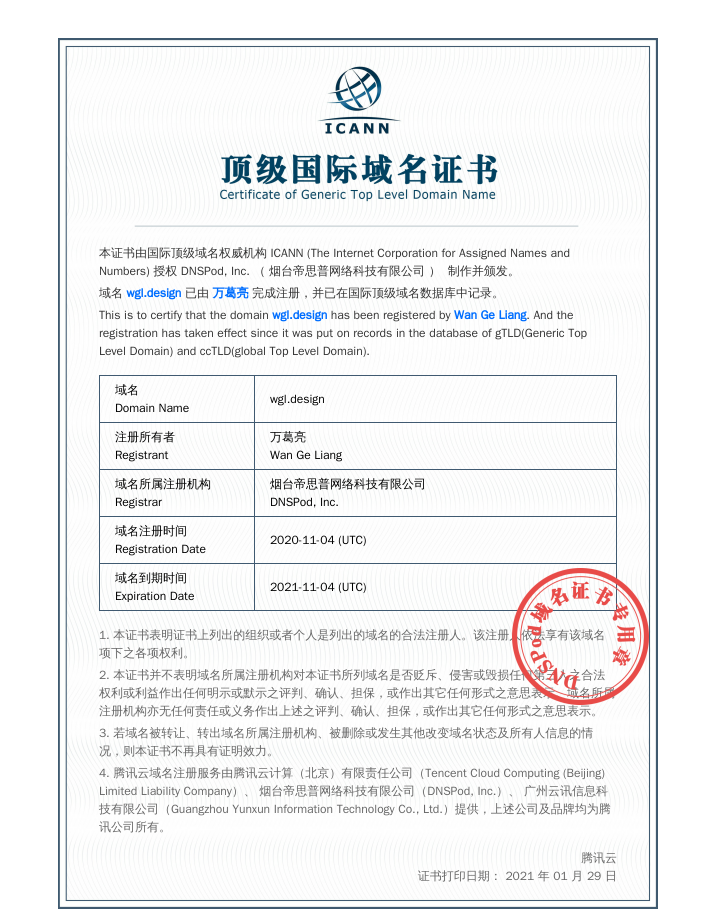 ICANN
顶级国际域名证书
Certificate of Generic Top Level Domain Name
本证书由国际顶级域名权威机构 ICANN (The Internet Corporation for Assigned Names and
Numbers) 授权 DNSPod, Inc. （ 烟台帝思普网络科技有限公司 ） 制作并颁发。
域名 wgl.design 已由 万葛亮 完成注册，并已在国际顶级域名数据库中记录。
This is to certify that the domain wgl.design has been registered by Wan Ge Liang. And the
registration has taken effect since it was put on records in the database of gTLD(Generic Top
Level Domain) and ccTLD(global Top Level Domain).
域名
Domain Name
wgl.design
注册所有者
Registrant
万葛亮
Wan Ge Liang
域名所属注册机构
Registrar
烟台帝思普网络科技有限公司
DNSPod, Inc.
域名注册时间
Registration Date
2020-11-04 (UTC)
域名到期时间
Expiration Date
2021-11-04 (UTC)
DNSPod域名证书专用章
1. 本证书表明证书上列出的组织或者个人是列出的域名的合法注册人。该注册人依法享有该域名
项下之各项权利。
2. 本证书并不表明域名所属注册机构对本证书所列域名是否贬斥、侵害或毁损任何第三人之合法
权利或利益作出任何明示或默示之评判、确认、担保，或作出其它任何形式之意思表示。域名所属
注册机构亦无任何责任或义务作出上述之评判、确认、担保，或作出其它任何形式之意思表示。
3. 若域名被转让、转出域名所属注册机构、被删除或发生其他改变域名状态及所有人信息的情
况，则本证书不再具有证明效力。
4. 腾讯云域名注册服务由腾讯云计算（北京）有限责任公司（Tencent Cloud Computing (Beijing)
Limited Liability Company）、 烟台帝思普网络科技有限公司（DNSPod, Inc.）、 广州云讯信息科
技有限公司（Guangzhou Yunxun Information Technology Co., Ltd.）提供，上述公司及品牌均为腾
讯公司所有。
腾讯云
证书打印日期： 2021 年 01 月 29 日